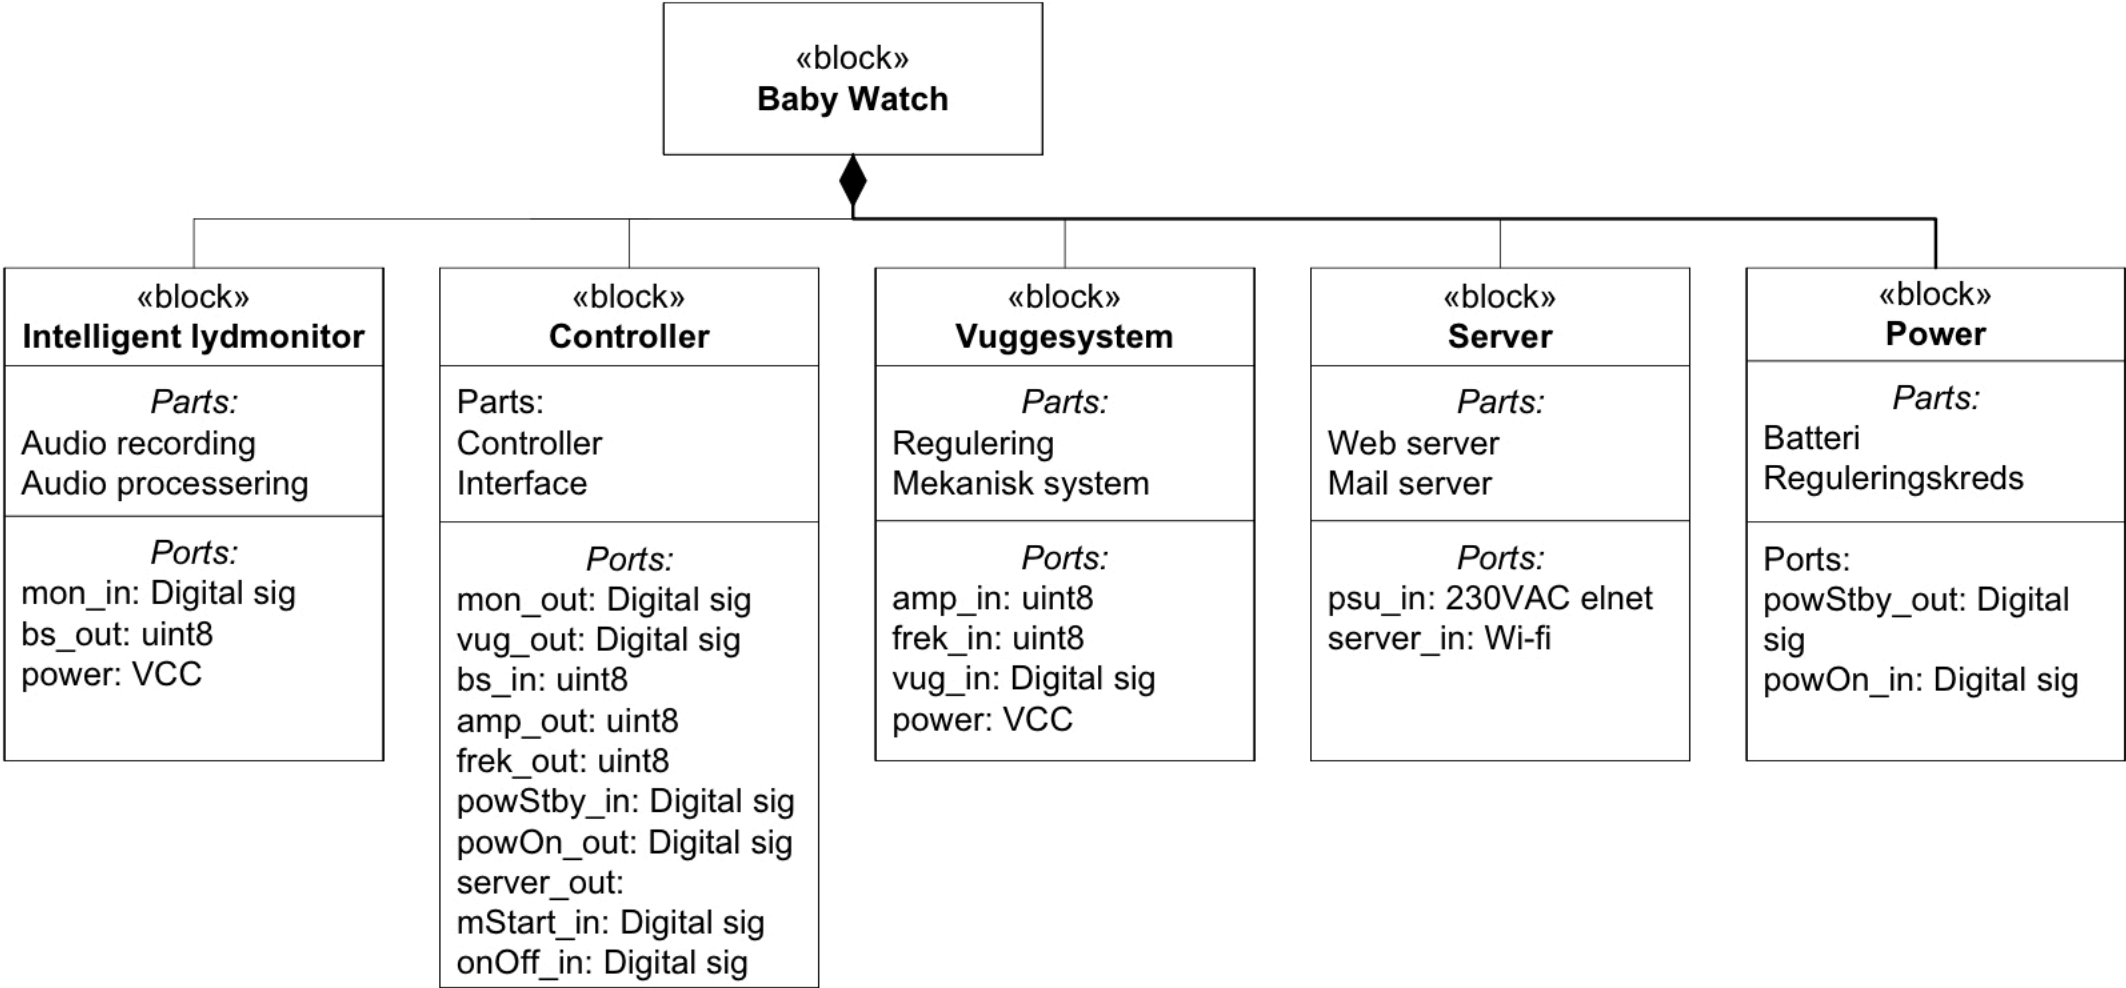 «block»
Baby Watch
«block»
Intelligent lydmonitor
Parts:
Audio recording
Audio processering
Ports:
mon_in: Digital sig
bs_out: uint8
power: VCC
«block»
Controller
Parts:
Controller
Interface
Ports:
mon_out: Digital sig
vug_out: Digital sig
bs_in: uint8
amp_out: uint8
frek_out: uint8
powStby_in: Digital sig
powOn_out: Digital sig
server_out:
mStart_in: Digital sig
onOff_in: Digital sig
«block»
Vuggesystem
Parts:
Regulering
Mekanisk system
Ports:
amp_in: uint8
frek_in: uint8
vug_in: Digital sig
power: VCC
«block»
Server
Parts:
Web server
Mail server
Ports:
psu_in: 230VAC elnet
server_in: Wi-fi
«block»
Power
Parts:
Batteri
Reguleringskreds
Ports:
powStby_out: Digital
sig
powOn_in: Digital sig